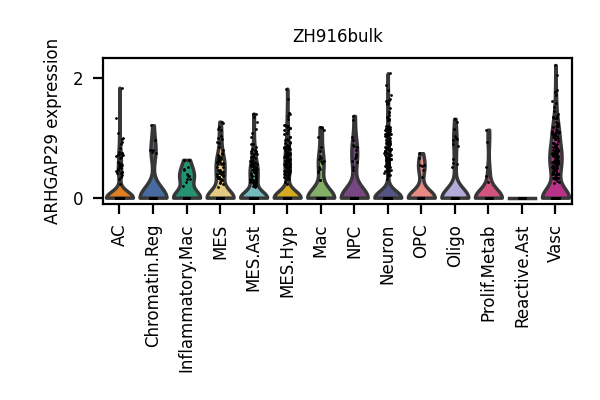 ZH916bulk
ARHGAP29 expression
2
0
AC
Chromatin.Reg
Inflammatory.Mac
MES
MES.Ast
MES.Hyp
Mac
NPC
Neuron
OPC
Oligo
Prolif.Metab
Reactive.Ast
Vasc